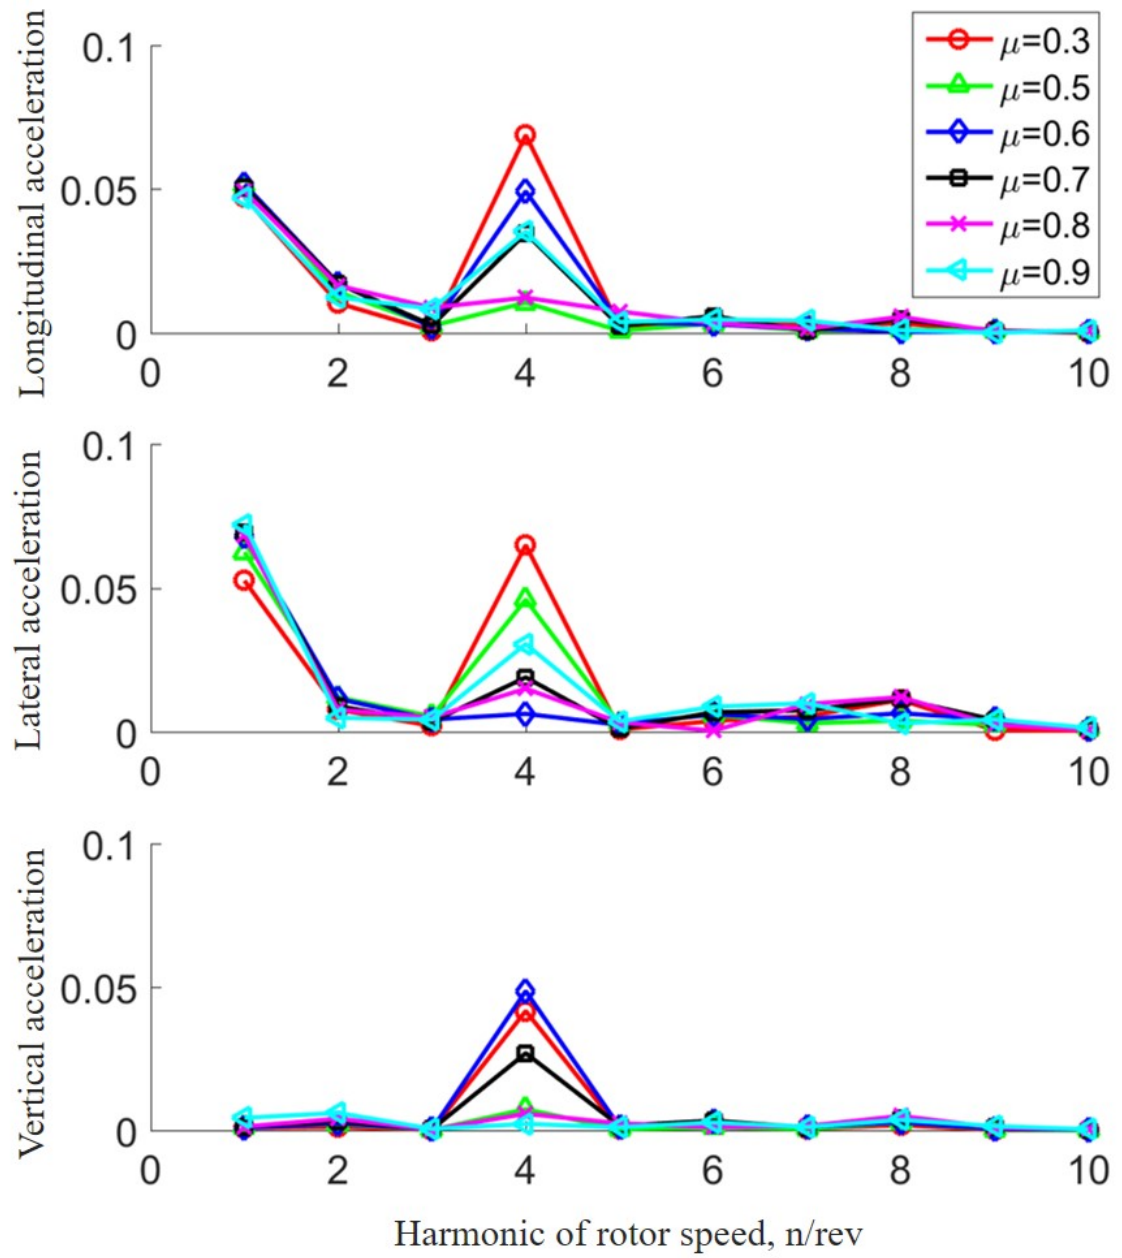 Longitudinal acceleration
0.1
0.05
0
0 2 4 6 8 10
μ=0.3
μ=0.5
μ=0.6
μ=0.7
μ=0.8
μ=0.9
Lateral acceleration
0.1
0.05
0
0 2 4 6 8 10
Vertical acceleration
0.1
0.05
0
0 2 4 6 8 10
Harmonic of rotor speed, n/rev